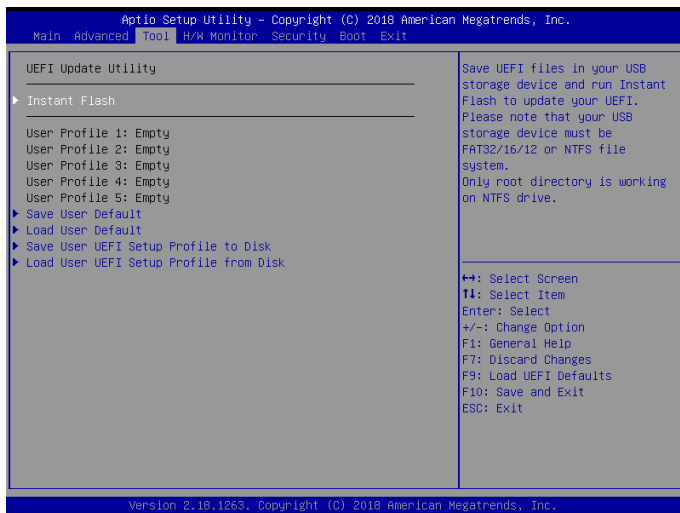 Aptio Setup Utility – Copyright (C) 2018 American Megatrends, Inc.
Main Advanced Tool H/W Monitor Security Boot Exit
UEFI Update Utility
Instant Flash
User Profile 1: Empty
User Profile 2: Empty
User Profile 3: Empty
User Profile 4: Empty
User Profile 5: Empty
Save User Default
Load User Default
Save User UEFI Setup Profile to Disk
Load User UEFI Setup Profile from Disk
Save UEFI files in your USB
storage device and run Instant
Flash to update your UEFI.
Please note that your USB
storage device must be
FAT32/16/12 or NTFS file
system.
Only root directory is working
on NTFS drive.
↔: Select Screen
↑↓: Select Item
Enter: Select
+/-: Change Option
F1: General Help
F7: Discard Changes
F9: Load UEFI Defaults
F10: Save and Exit
ESC: Exit
Version 2.18.1263. Copyright (C) 2018 American Megatrends, Inc.